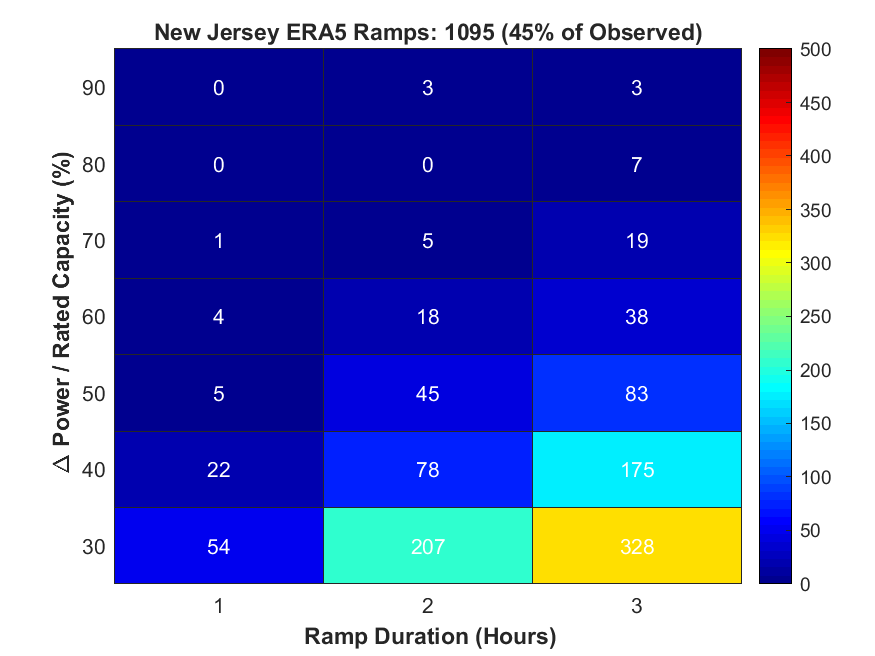 New Jersey ERA5 Ramps: 1095 (45% of Observed)
90 0 3 3
80 0 0 7
70 1 5 19
60 4 18 38
50 5 45 83
40 22 78 175
30 54 207 328
1 2 3
Ramp Duration (Hours)
Δ Power / Rated Capacity (%)
500
450
400
350
300
250
200
150
100
50
0